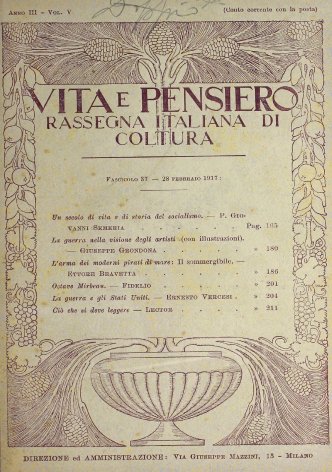 Anno III - Vol. V
(Conto corrente con la posta)
VITA E PENSIERO
RASSEGNA ITALIANA DI
COLTURA
Fascicolo 37 — 28 febbraio 1917:
Un secolo di vita e di storia del socialismo. — P. Gio-
vanni Semeria . . . . . Pag. 165
La guerra nella visione degli artisti (con illustrazioni).
— Giuseppe Grondona . . . . . » 180
L'arma dei moderni pirati di mare: Il sommergibile. —
Ettore Bravetta . . . . . » 186
Octave Mirbeau. — Fidelio . . . . . » 201
La guerra e gli Stati Uniti. — Ernesto Vercesi . » 204
Ciò che si deve leggere — Lector . . . . » 211
DIREZIONE ed AMMINISTRAZIONE: Via Giuseppe Mazzini, 15 - Milano